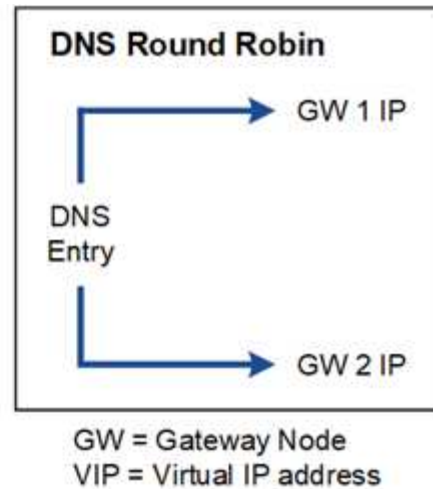 DNS Round Robin
GW 1 IP
DNS
Entry
GW 2 IP
GW = Gateway Node
VIP = Virtual IP address